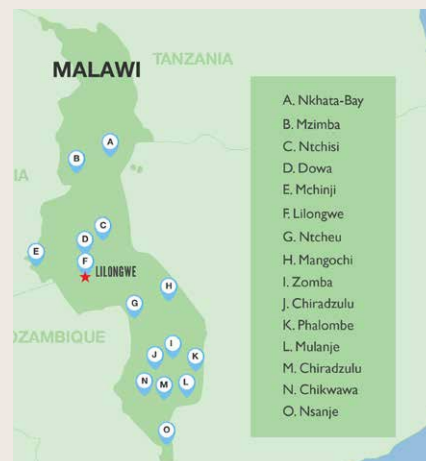 MALAWI
TANZANIA
A
B
IA
C
D
E
F
LILONGWE
H
G
OZAMBIQUE
I
J
K
N
M
L
O
A. Nkhata-Bay
B. Mzimba
C. Ntchisi
D. Dowa
E. Mchinji
F. Lilongwe
G. Ntcheu
H. Mangochi
I. Zomba
J. Chiradzulu
K. Phalombe
L. Mulanje
M. Chiradzulu
N. Chikwawa
O. Nsanje